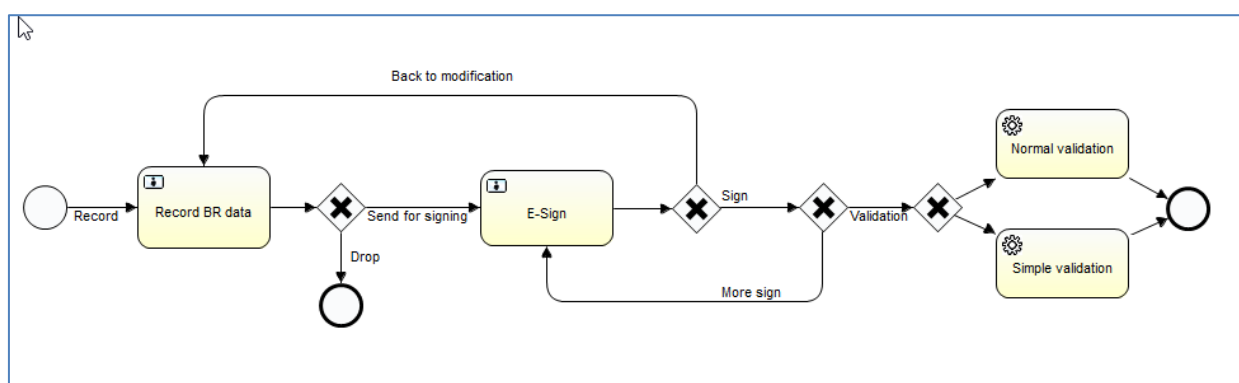 Back to modification
Normal validation
Record
Record BR data
Send for signing
E-Sign
Sign
Validation
Drop
More sign
Simple validation